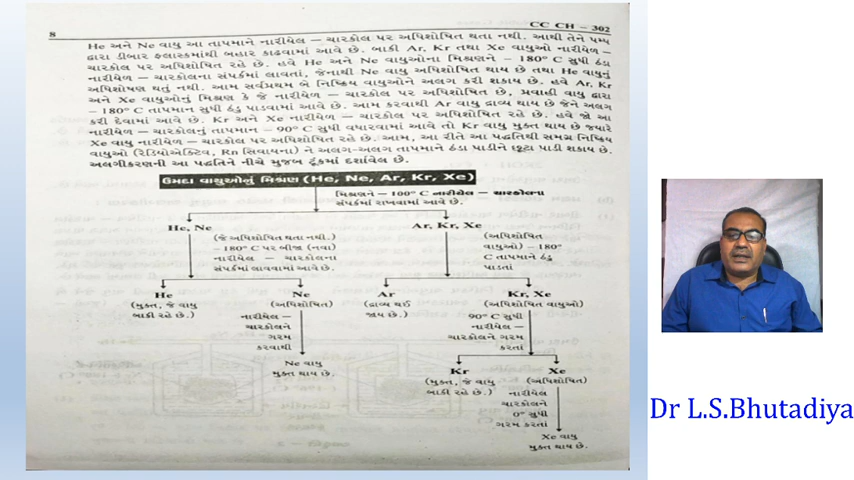 8
CC CH – 302
He અને Ne વાયુ આ તાપમાને નારીયેલ – ચારકોલ પર અધિશોષિત થતા નથી. આથી તેને પમ્પ
દ્વારા ડીબાર ફ્લાસ્કમાંથી બહાર કાઢવામાં આવે છે. બાકી Ar, Kr તથા Xe વાયુઓ નારીયેળ –
ચારકોલ પર અધિશોષિત રહે છે. હવે He અને Ne વાયુઓના મિશ્રણને – 180° C સુધી ઠંડા
નારીયેળ – ચારકોલના સંપર્કમાં લાવતાં, જેનાથી Ne વાયુ અધિશોષિત થાય છે તથા He વાયુનું
અધિશોષણ થતું નથી. આમ સર્વપ્રથમ બે નિષ્ક્રિય વાયુઓને અલગ કરી શકાય છે. હવે Ar, Kr
અને Xe વાયુઓનું મિશ્રણ કે જે નારીયેળ – ચારકોલ પર અધિશોષિત છે, પ્રવાહી વાયુ દ્વારા
– 180° C તાપમાન સુધી ઠંડુ પાડવામાં આવે છે. આમ કરવાથી Ar વાયુ દ્રાવ્ય થાય છે જેને અલગ
કરી દેવામાં આવે છે. Kr અને Xe નારીયેળ – ચારકોલ પર અધિશોષિત રહે છે. હવે જો આ
નારીયેળ – ચારકોલનું તાપમાન – 90° C સુધી વધારવામાં આવે તો Kr વાયુ મુક્ત થાય છે જ્યારે
Xe વાયુ નારીયેળ – ચારકોલ પર અધિશોષિત રહે છે. આમ, આ રીતે આ પદ્ધતિથી સમગ્ર નિષ્ક્રિય
વાયુઓ (રેડિયોએક્ટિવ, Rn સિવાયના) ને અલગ-અલગ તાપમાને ઠંડા પાડીને છુટા પાડી શકાય છે.
અલગીકરણની આ પદ્ધતિને નીચે મુજબ ટૂંકમાં દર્શાવેલ છે.
ઉમદા વાયુઓનું મિશ્રણ (He, Ne, Ar, Kr, Xe)
મિશ્રણને – 100° C નારીયેલ – ચારકોલના
સંપર્કમાં રાખવામાં આવે છે.
He, Ne
(જે અધિશોષિત થતા નથી.)
– 180° C પર બીજા (નવા)
નારીયેલ – ચારકોલના
સંપર્કમાં લાવવામાં આવે છે.
Ar, Kr, Xe
(અધિશોષિત
વાયુઓ) – 180°
C તાપમાને ઠંડુ
પાડતાં
He
(મુક્ત, જે વાયુ
બાકી રહે છે.)
Ne
(અધિશોષિત)
નારીયેલ –
ચારકોલને
ગરમ
કરવાથી
Ne વાયુ
મુક્ત થાય છે.
Ar
(દ્રાવ્ય થઈ
જાય છે.)
Kr, Xe
(અધિશોષિત વાયુઓ)
90° C સુધી
નારીયેલ –
ચારકોલને ગરમ
કરતાં
Kr
(મુક્ત, જે વાયુ
બાકી રહે છે.)
Xe
(અધિશોષિત)
નારીયેલ
ચારકોલને
0° સુધી
ગરમ કરતાં
Xe વાયુ
મુક્ત થાય છે.
Dr L.S.Bhutadiya